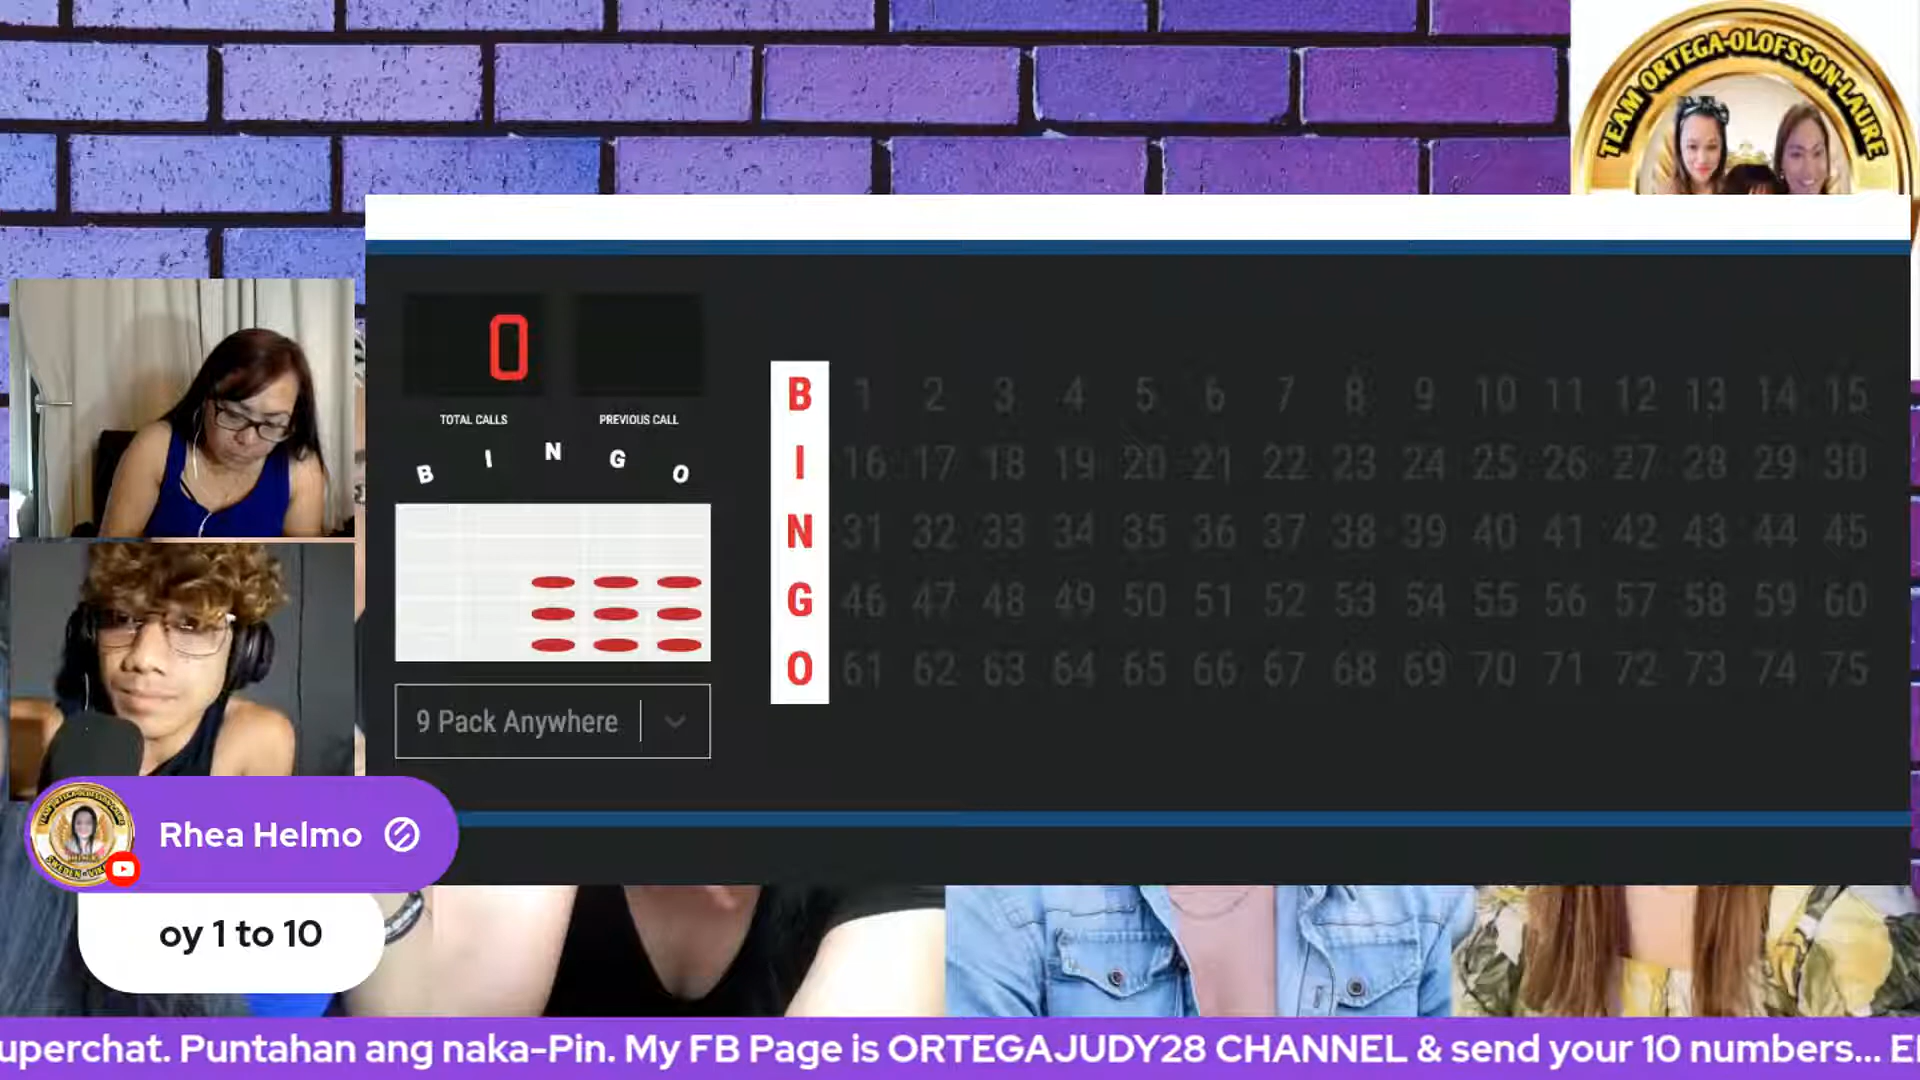 TEAM ORTEGA-OLOFSSON-LAURE
0
TOTAL CALLS
PREVIOUS CALL
B I N G O
9 Pack Anywhere
B 1 2 3 4 5 6 7 8 9 10 11 12 13 14 15
I 16 17 18 19 20 21 22 23 24 25 26 27 28 29 30
N 31 32 33 34 35 36 37 38 39 40 41 42 43 44 45
G 46 47 48 49 50 51 52 53 54 55 56 57 58 59 60
O 61 62 63 64 65 66 67 68 69 70 71 72 73 74 75
Rhea Helmo
oy 1 to 10
uperchat. Puntahan ang naka-Pin. My FB Page is ORTEGAJUDY28 CHANNEL & send your 10 numbers...